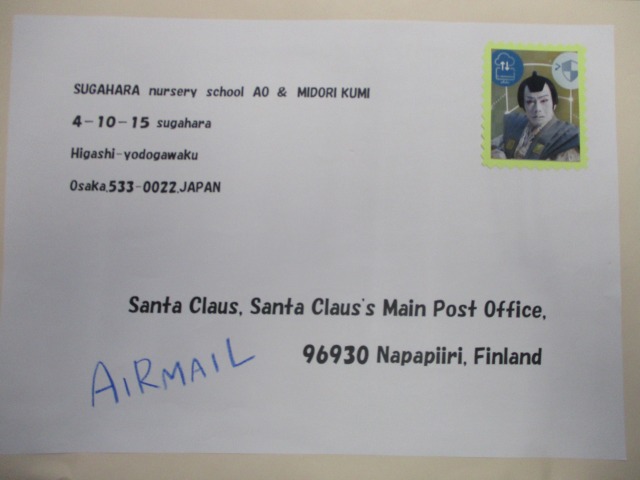 SUGAHARA nursery school AO & MIDORI KUMI
4-10-15 sugahara
Higashi-yodogawaku
Osaka,533-0022,JAPAN
Santa Claus, Santa Claus's Main Post Office,
96930 Napapiiri, Finland
AIRMAIL